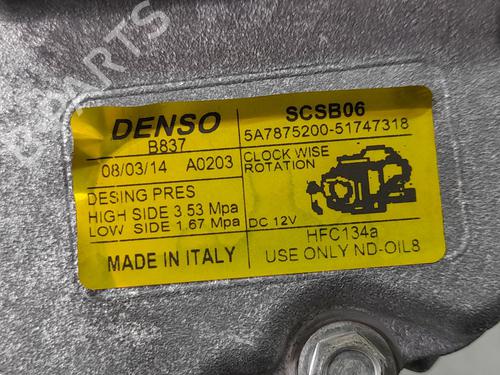 PARTS
DENSO
B837
08/03/14 A0203
DESING PRES
HIGH SIDE 3 53 Mpa
LOW SIDE 1.67 Mpa
MADE IN ITALY
SCSB06
5A7875200-51747318
CLOCK WISE
ROTATION
DC 12V
HFC134a
USE ONLY ND-OIL8